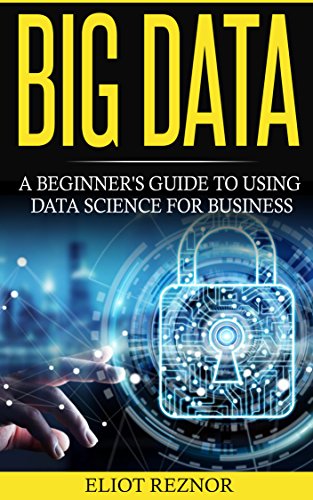 BIG DATA
A BEGINNER'S GUIDE TO USING
DATA SCIENCE FOR BUSINESS
ELIOT REZNOR